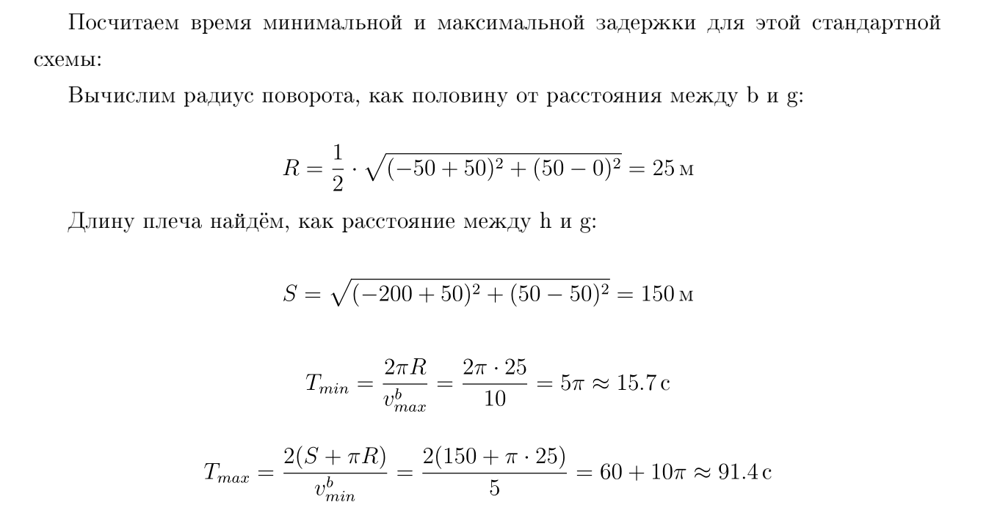 Посчитаем время минимальной и максимальной задержки для этой стандартной
схемы:
Вычислим радиус поворота, как половину от расстояния между b и g:
R = \frac{1}{2} \cdot \sqrt{(-50 + 50)^2 + (50 - 0)^2} = 25 м
Длину плеча найдём, как расстояние между h и g:
S = \sqrt{(-200 + 50)^2 + (50 - 50)^2} = 150 м
T_{min} = \frac{2\pi R}{v^b_{max}} = \frac{2\pi \cdot 25}{10} = 5\pi \approx 15.7 с
T_{max} = \frac{2(S + \pi R)}{v^b_{min}} = \frac{2(150 + \pi \cdot 25)}{5} = 60 + 10\pi \approx 91.4 с